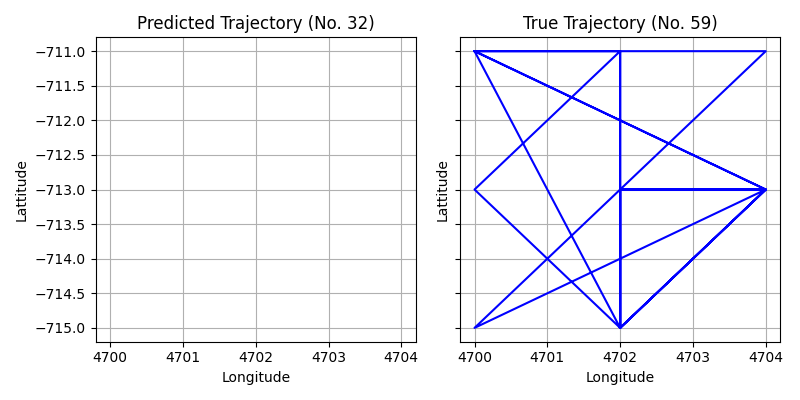 Predicted Trajectory (No. 32)
True Trajectory (No. 59)
Lattitude
−711.0
−711.5
−712.0
−712.5
−713.0
−713.5
−714.0
−714.5
−715.0
4700 4701 4702 4703 4704
Longitude
Lattitude
4700 4701 4702 4703 4704
Longitude